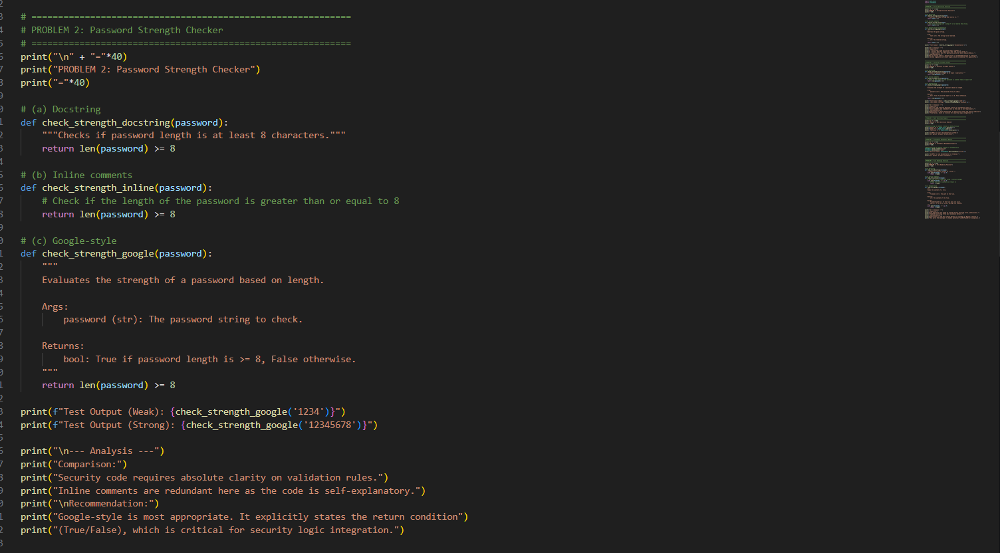 # ============================================================
# PROBLEM 2: Password Strength Checker
# ============================================================
print("\n" + "="*40)
print("PROBLEM 2: Password Strength Checker")
print("="*40)
# (a) Docstring
def check_strength_docstring(password):
"""Checks if password length is at least 8 characters."""
return len(password) >= 8
# (b) Inline comments
def check_strength_inline(password):
# Check if the length of the password is greater than or equal to 8
return len(password) >= 8
# (c) Google-style
def check_strength_google(password):
"""
Evaluates the strength of a password based on length.
Args:
password (str): The password string to check.
Returns:
bool: True if password length is >= 8, False otherwise.
"""
return len(password) >= 8
print(f"Test Output (Weak): {check_strength_google('1234')}")
print(f"Test Output (Strong): {check_strength_google('12345678')}")
print("\n--- Analysis ---")
print("Comparison:")
print("Security code requires absolute clarity on validation rules.")
print("Inline comments are redundant here as the code is self-explanatory.")
print("\nRecommendation:")
print("Google-style is most appropriate. It explicitly states the return condition")
print("(True/False), which is critical for security logic integration.")